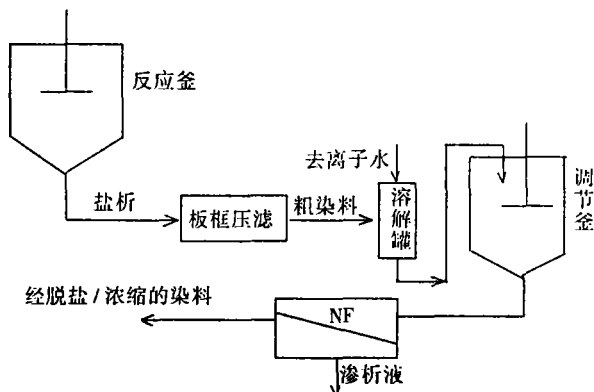 反应釜
去离子水
盐析
板框压滤
粗染料
溶解罐
调节釜
经脱盐/浓缩的染料
NF
渗析液